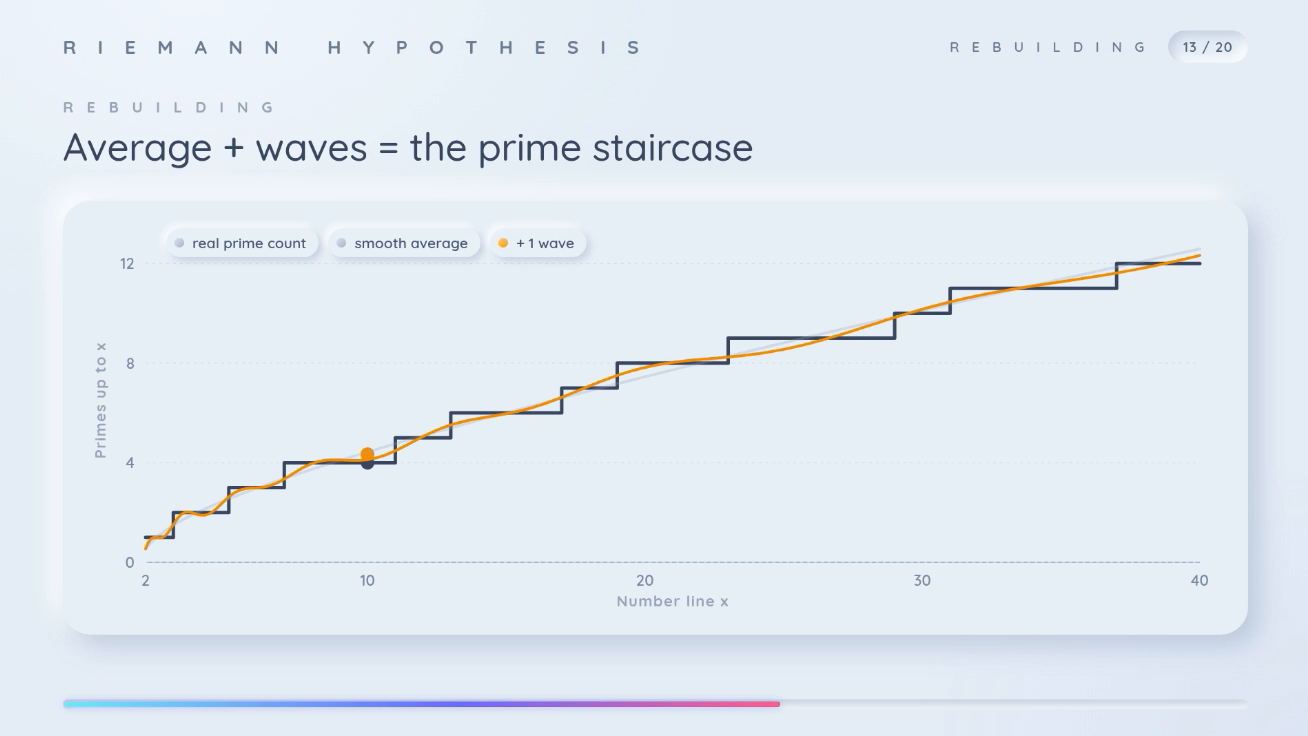 RIEMANN HYPOTHESIS
REBUILDING
13 / 20
REBUILDING
Average + waves = the prime staircase
real prime count
smooth average
+ 1 wave
12
8
4
0
Primes up to x
2
10
20
30
40
Number line x